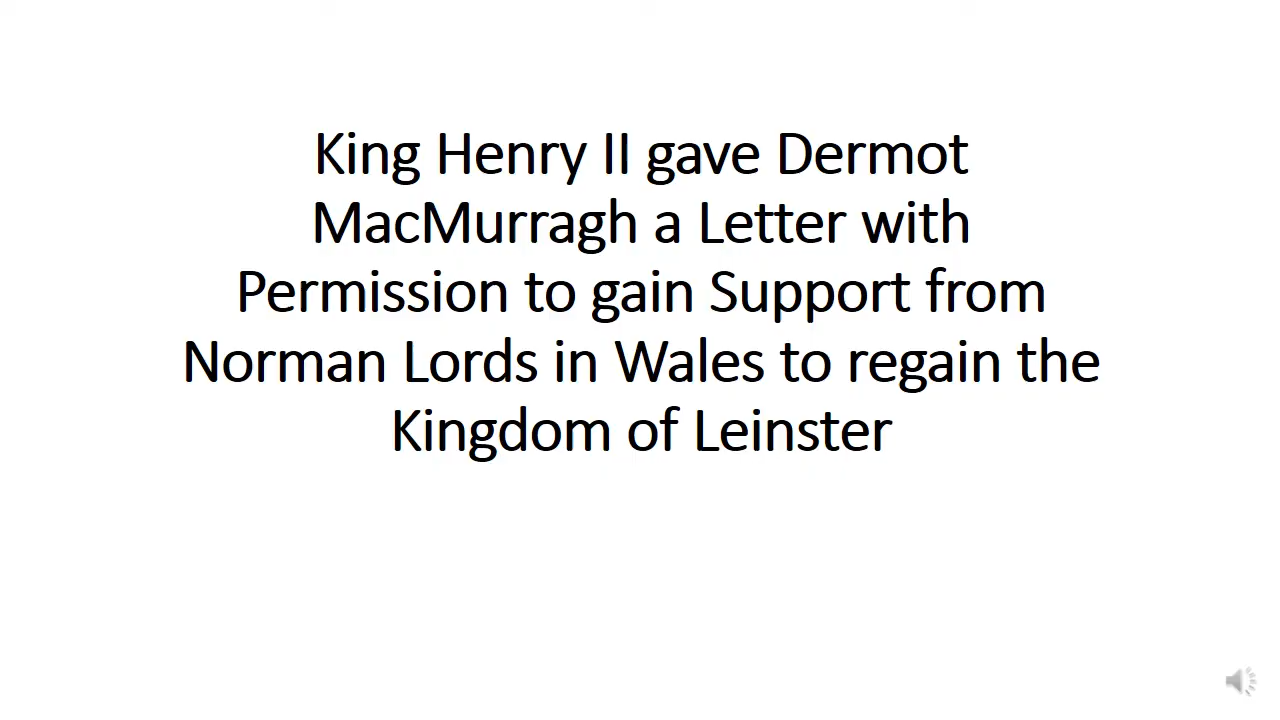 King Henry II gave Dermot
MacMurragh a Letter with
Permission to gain Support from
Norman Lords in Wales to regain the
Kingdom of Leinster